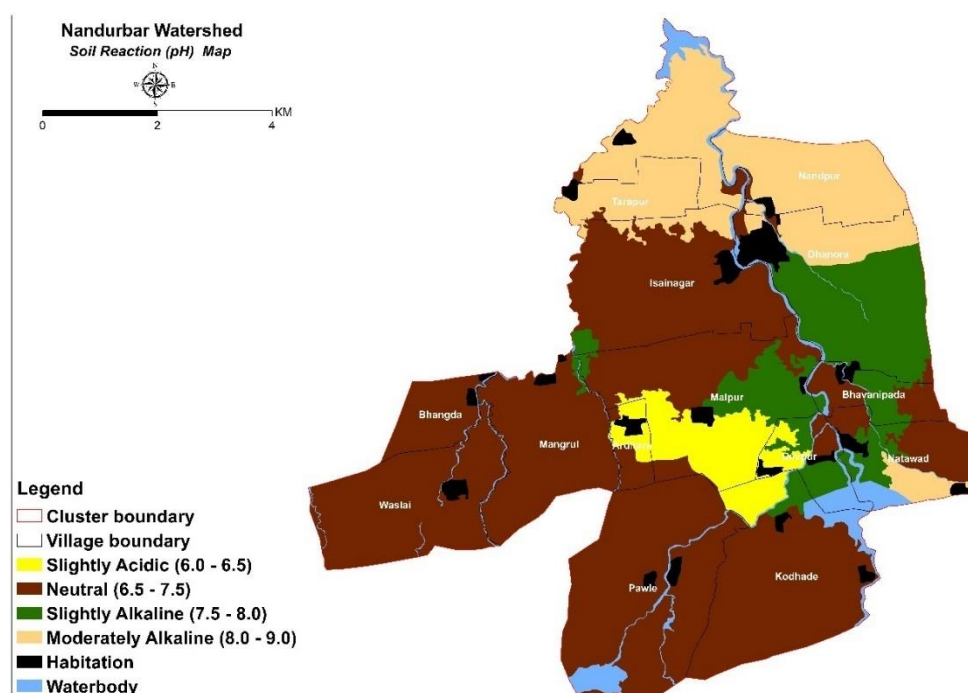 Nandurbar Watershed
Soil Reaction (pH) Map
N
W E
S
KM
0 2 4
Nandpur
Tarapur
Dhanora
Isainagar
Bhavanipada
Malpur
Bhangda
Mangrul
Natawad
Waslai
Kodhade
Pawle
Legend
Cluster boundary
Village boundary
Slightly Acidic (6.0 - 6.5)
Neutral (6.5 - 7.5)
Slightly Alkaline (7.5 - 8.0)
Moderately Alkaline (8.0 - 9.0)
Habitation
Waterbody